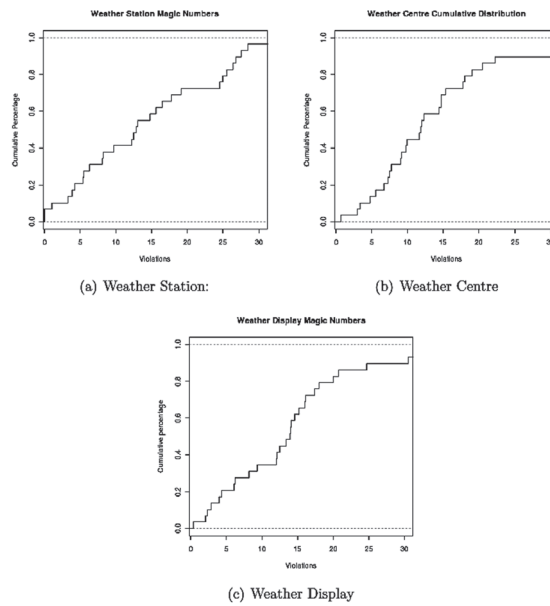 Weather Station Magic Numbers
Cumulative Percentage
1.0
0.8
0.6
0.4
0.2
0.0
0 5 10 15 20 25 30
Violations
(a) Weather Station:
Weather Centre Cumulative Distribution
Cumulative Percentage
1.0
0.8
0.6
0.4
0.2
0.0
0 5 10 15 20 25 30
Violations
(b) Weather Centre
Weather Display Magic Numbers
Cumulative percentage
1.0
0.8
0.6
0.4
0.2
0.0
0 5 10 15 20 25 30
Violations
(c) Weather Display